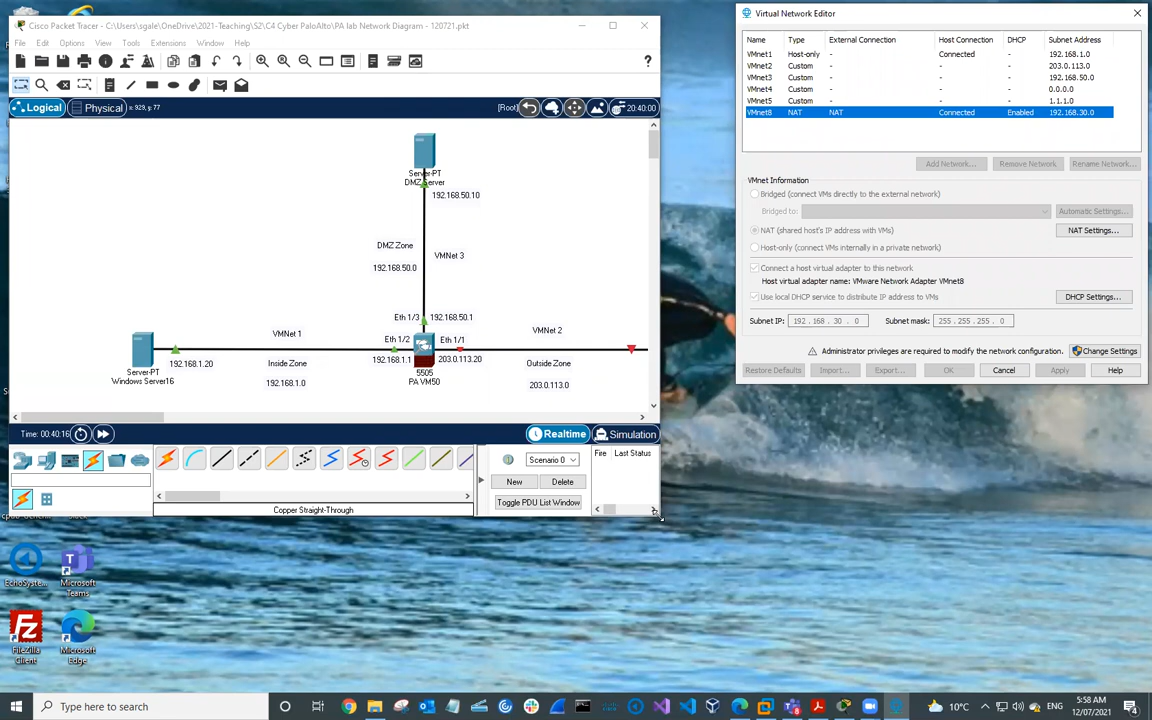 Cisco Packet Tracer - C:\Users\sgale\OneDrive\2021-Teaching\S2\C4 Cyber PaloAlto\PA lab Network Diagram - 120721.pkt
File Edit Options View Tools Extensions Window Help
Logical Physical x: 929, y: 77 [Root] 20:40:00
Server-PT
DMZ Server
192.168.50.10
DMZ Zone
VMNet 3
192.168.50.0
Eth 1/3 192.168.50.1
VMNet 1
Eth 1/2 Eth 1/1
VMNet 2
192.168.1.20
192.168.1.1
203.0.113.20
Inside Zone
Outside Zone
Server-PT
Windows Server16
5505
PA VM50
192.168.1.0
203.0.113.0
Time: 00:40:16
Realtime Simulation
Scenario 0
Fire Last Status
New Delete
Toggle PDU List Window
Copper Straight-Through
Virtual Network Editor
Name Type External Connection Host Connection DHCP Subnet Address
VMnet1 Host-only - Connected - 192.168.1.0
VMnet2 Custom - - - 203.0.113.0
VMnet3 Custom - - - 192.168.50.0
VMnet4 Custom - - - 0.0.0.0
VMnet5 Custom - - - 1.1.1.0
VMnet8 NAT NAT Connected Enabled 192.168.30.0
Add Network... Remove Network Rename Network...
VMnet Information
Bridged (connect VMs directly to the external network)
Bridged to: Automatic Settings...
NAT (shared host's IP address with VMs) NAT Settings...
Host-only (connect VMs internally in a private network)
Connect a host virtual adapter to this network
Host virtual adapter name: VMware Network Adapter VMnet8
Use local DHCP service to distribute IP address to VMs DHCP Settings...
Subnet IP: 192 . 168 . 30 . 0 Subnet mask: 255 . 255 . 255 . 0
Administrator privileges are required to modify the network configuration. Change Settings
Restore Defaults Import... Export... OK Cancel Apply Help
EchoSyste...
Microsoft
Teams
FileZilla
Client
Microsoft
Edge
Type here to search
10°C ENG
5:58 AM
12/07/2021
4